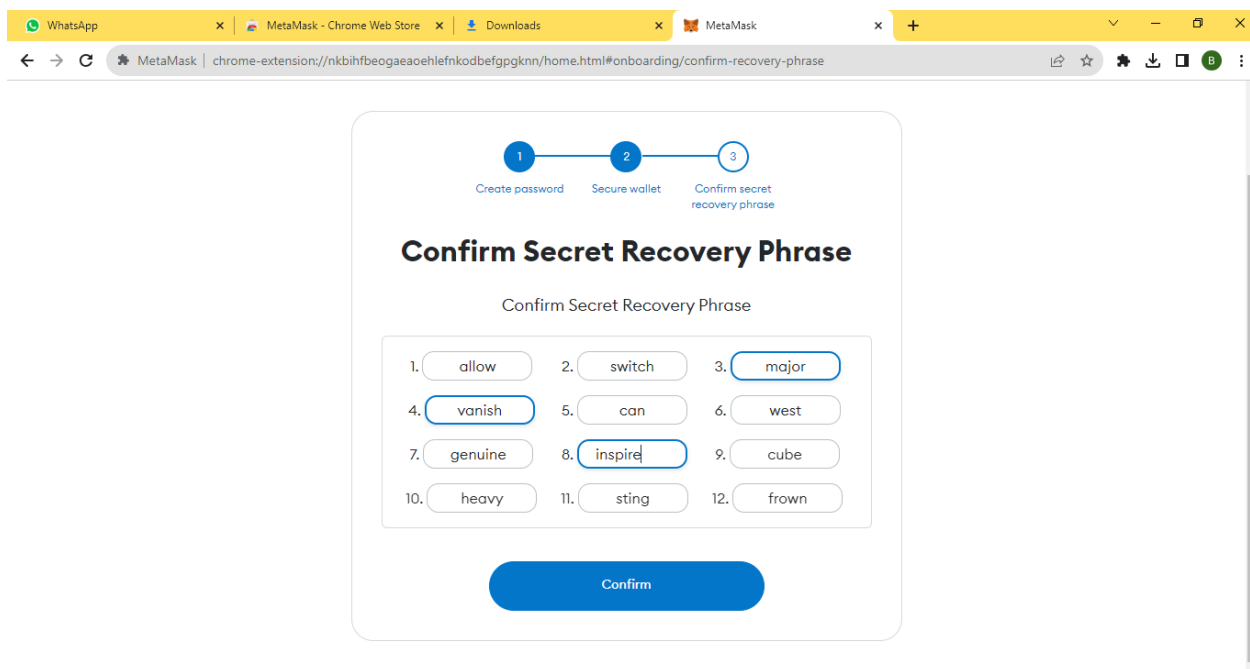 WhatsApp
MetaMask - Chrome Web Store
Downloads
MetaMask
MetaMask | chrome-extension://nkbihfbeogaeaoehlefnkodbefgpgknn/home.html#onboarding/confirm-recovery-phrase
B
1 2 3
Create password Secure wallet Confirm secret
recovery phrase
Confirm Secret Recovery Phrase
Confirm Secret Recovery Phrase
1. allow 2. switch 3. major
4. vanish 5. can 6. west
7. genuine 8. inspire 9. cube
10. heavy 11. sting 12. frown
Confirm